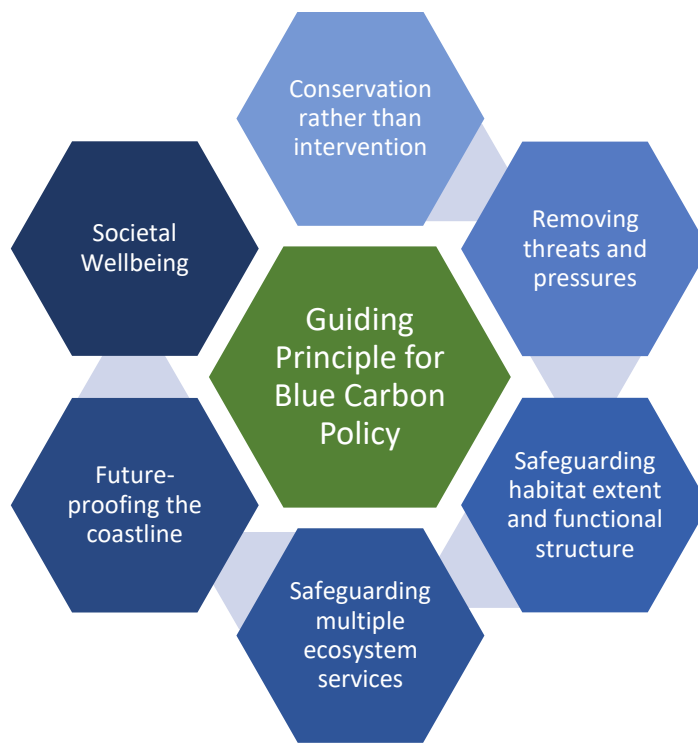 Conservation
rather than
intervention
Removing
threats and
pressures
Safeguarding
habitat extent
and functional
structure
Safeguarding
multiple
ecosystem
services
Future-
proofing the
coastline
Societal
Wellbeing
Guiding
Principle for
Blue Carbon
Policy